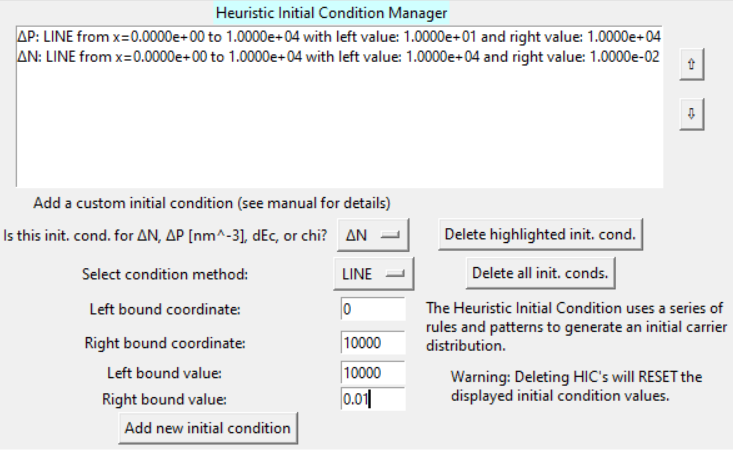 Heuristic Initial Condition Manager
ΔP: LINE from x=0.0000e+00 to 1.0000e+04 with left value: 1.0000e+01 and right value: 1.0000e+04
ΔN: LINE from x=0.0000e+00 to 1.0000e+04 with left value: 1.0000e+04 and right value: 1.0000e-02
⇧
⇩
Add a custom initial condition (see manual for details)
Is this init. cond. for ΔN, ΔP [nm^-3], dEc, or chi? ΔN Delete highlighted init. cond.
Select condition method: LINE Delete all init. conds.
Left bound coordinate: 0
Right bound coordinate: 10000
Left bound value: 10000
Right bound value: 0.01
Add new initial condition
The Heuristic Initial Condition uses a series of
rules and patterns to generate an initial carrier
distribution.
Warning: Deleting HIC's will RESET the
displayed initial condition values.